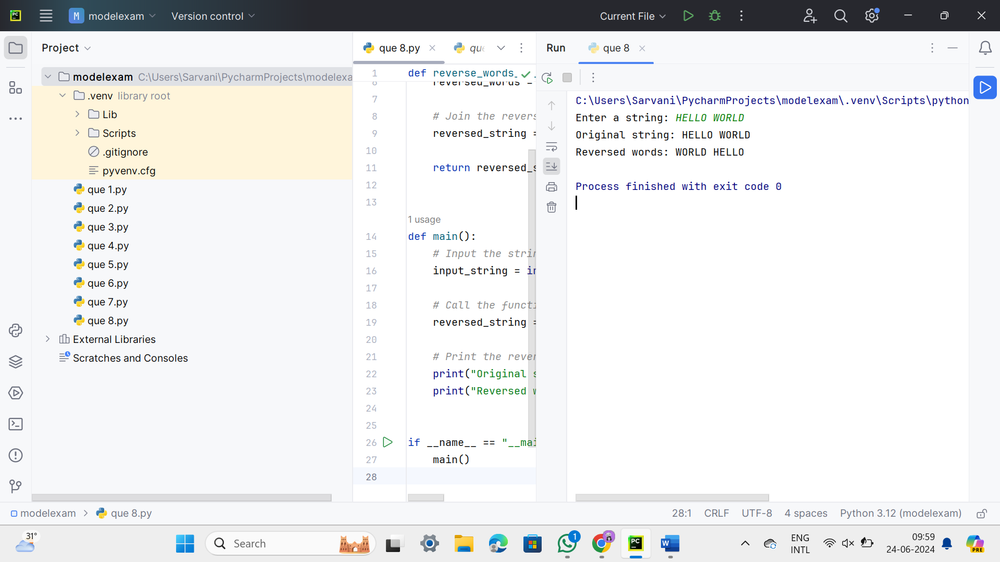 PC
M modelexam
Version control
Current File
Project
modelexam C:\Users\Sarvani\PycharmProjects\modelexa
.venv library root
Lib
Scripts
.gitignore
pyvenv.cfg
que 1.py
que 2.py
que 3.py
que 4.py
que 5.py
que 6.py
que 7.py
que 8.py
External Libraries
Scratches and Consoles
que 8.py
que
1 def reverse_words_
6 reversed_words =
7
8 # Join the revers
9 reversed_string =
10
11 return reversed_s
12
13
1 usage
14 def main():
15 # Input the strin
16 input_string = in
17
18 # Call the functi
19 reversed_string =
20
21 # Print the rever
22 print("Original s
23 print("Reversed w
24
25
26 if __name__ == "__mai
27 main()
28
Run
que 8
C:\Users\Sarvani\PycharmProjects\modelexam\.venv\Scripts\python
Enter a string: HELLO WORLD
Original string: HELLO WORLD
Reversed words: WORLD HELLO
Process finished with exit code 0
modelexam > que 8.py
28:1 CRLF UTF-8 4 spaces Python 3.12 (modelexam)
31°
Search
1
PC
W
ENG
INTL
09:59
24-06-2024
PRE